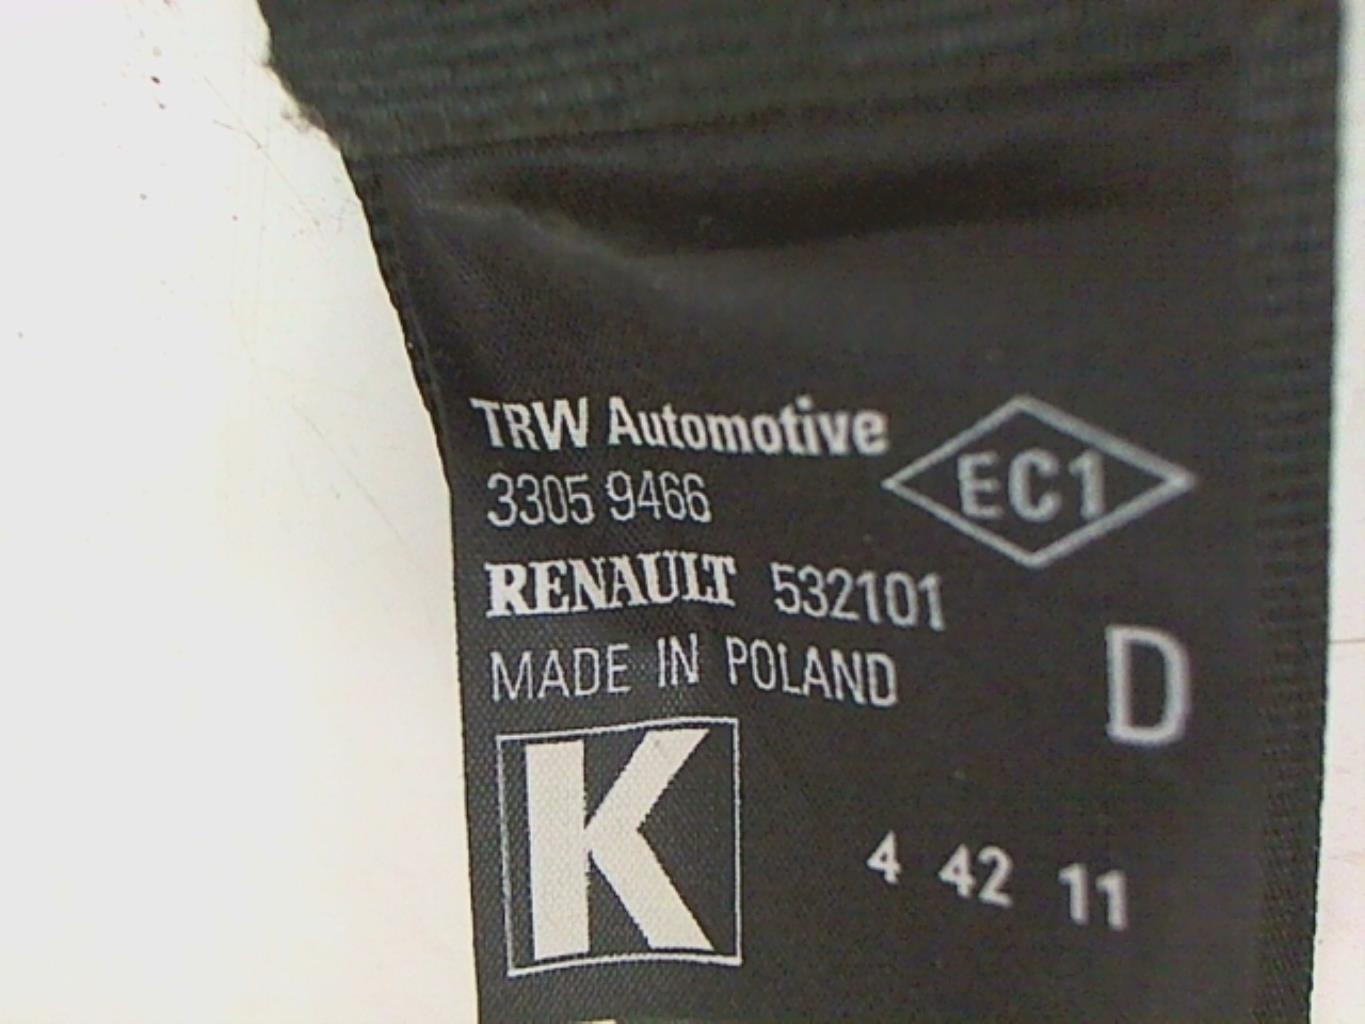 TRW Automotive
3305 9466
EC1
RENAULT 532101
MADE IN POLAND
D
K
4 42 11